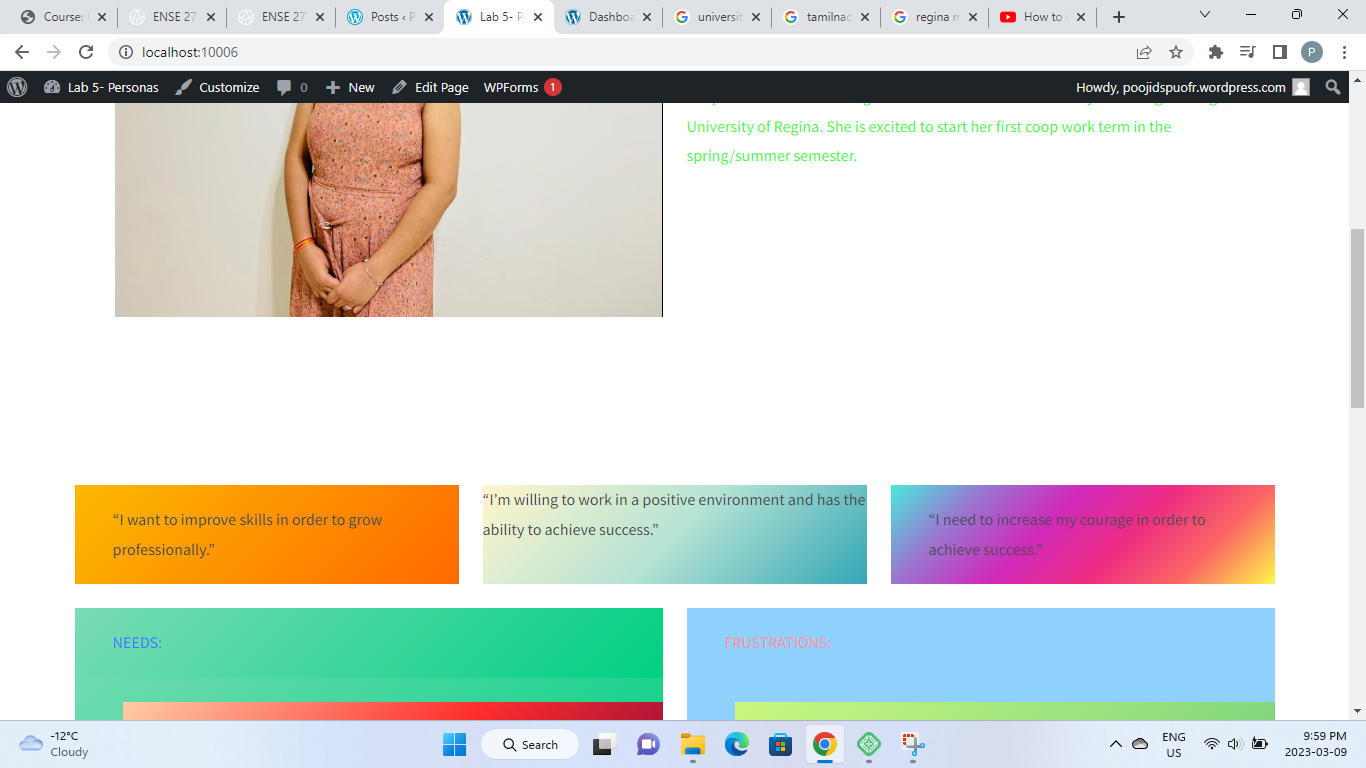 Course:
ENSE 27
ENSE 27
Posts ‹ P
Lab 5- P
Dashboa
universit
tamilnad
regina m
How to
localhost:10006
P
Lab 5- Personas
Customize
0
New
Edit Page
WPForms
1
Howdy, poojidspuofr.wordpress.com
University of Regina. She is excited to start her first coop work term in the
spring/summer semester.
“I want to improve skills in order to grow
professionally.”
“I’m willing to work in a positive environment and has the
ability to achieve success.”
“I need to increase my courage in order to
achieve success.”
NEEDS:
FRUSTRATIONS:
-12°C
Cloudy
Search
ENG
US
9:59 PM
2023-03-09